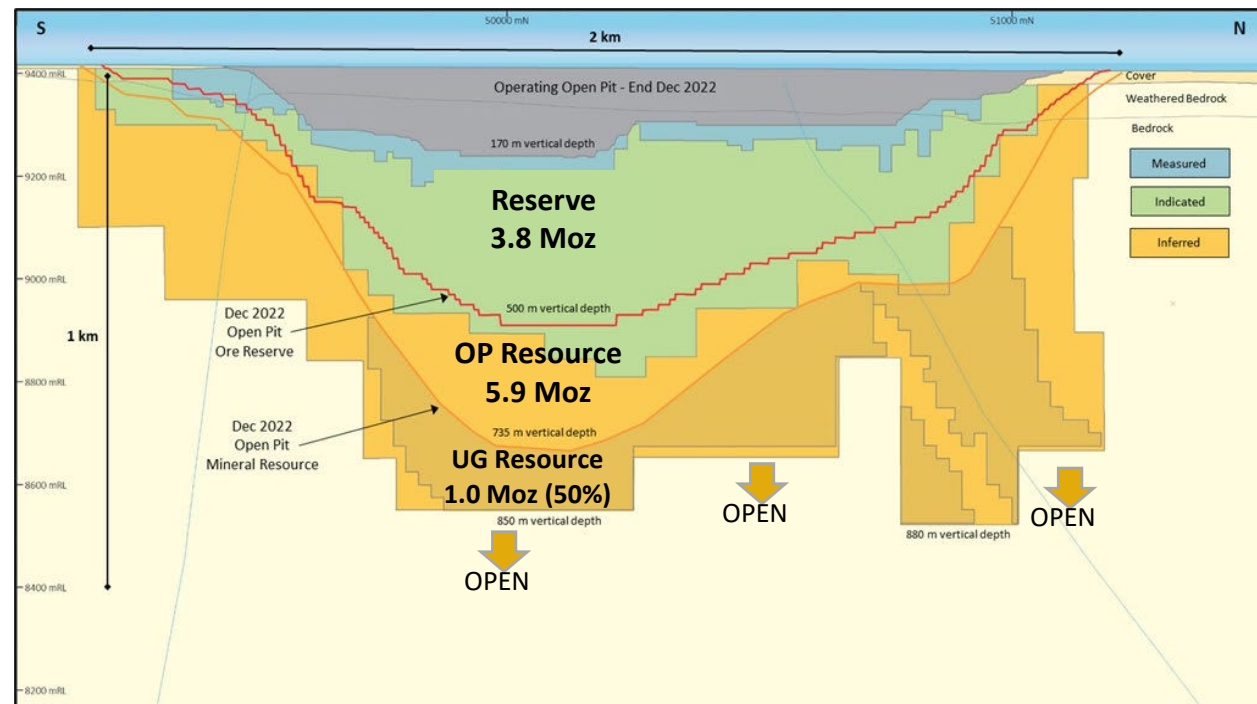 S
50000 mN
51000 mN
N
2 km
9400 mRL
Operating Open Pit - End Dec 2022
Cover
Weathered Bedrock
Bedrock
170 m vertical depth
Measured
9200 mRL
Reserve
3.8 Moz
Indicated
Inferred
9000 mRL
500 m vertical depth
Dec 2022
Open Pit
Ore Reserve
1 km
OP Resource
5.9 Moz
8800 mRL
Dec 2022
Open Pit
Mineral Resource
735 m vertical depth
UG Resource
1.0 Moz (50%)
8600 mRL
850 m vertical depth
OPEN
OPEN
OPEN
880 m vertical depth
8400 mRL
8200 mRL